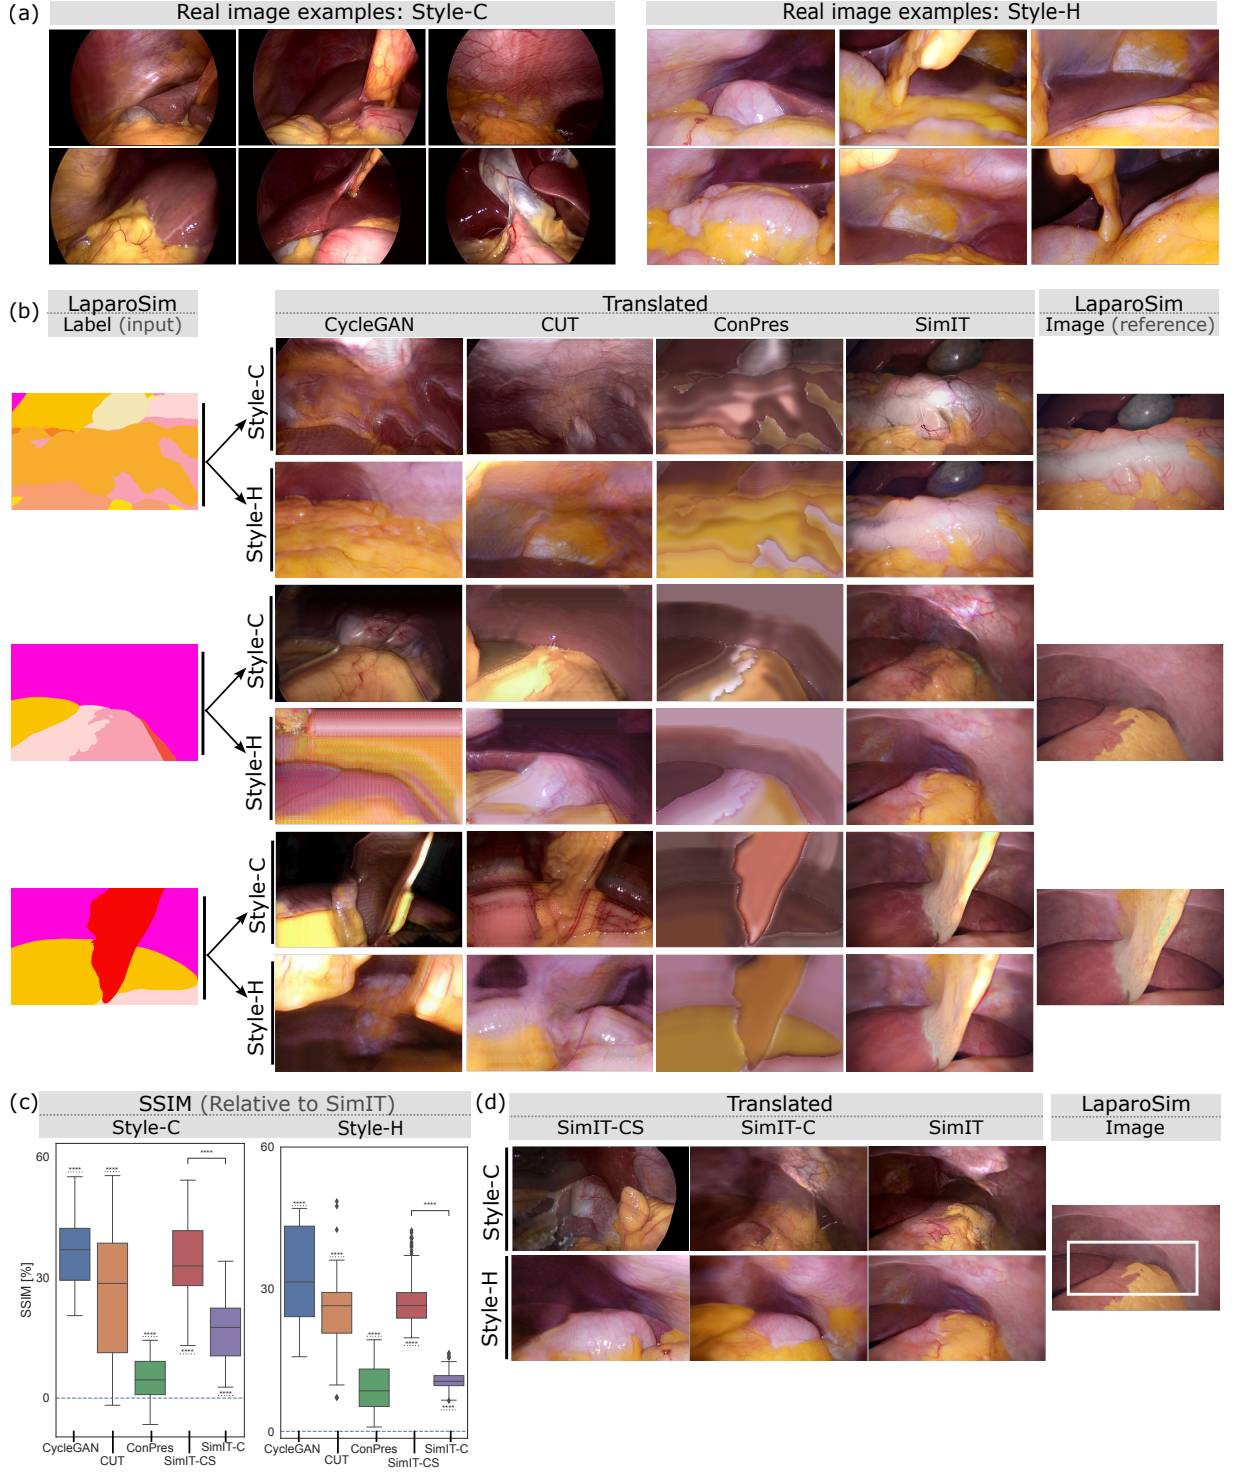 (a)
Real image examples: Style-C
Real image examples: Style-H
(b)
LaparoSim
Label (input)
Translated
CycleGAN
CUT
ConPres
SimIT
LaparoSim
Image (reference)
Style-C
Style-H
Style-C
Style-H
Style-C
Style-H
(c)
SSIM (Relative to SimIT)
Style-C
Style-H
SSIM [%]
60
30
0
****
****
****
****
****
****
CycleGAN
CUT
ConPres
SimIT-CS
SimIT-C
60
30
0
****
****
****
****
****
****
CycleGAN
CUT
ConPres
SimIT-CS
SimIT-C
(d)
Translated
SimIT-CS
SimIT-C
SimIT
LaparoSim
Image
Style-C
Style-H